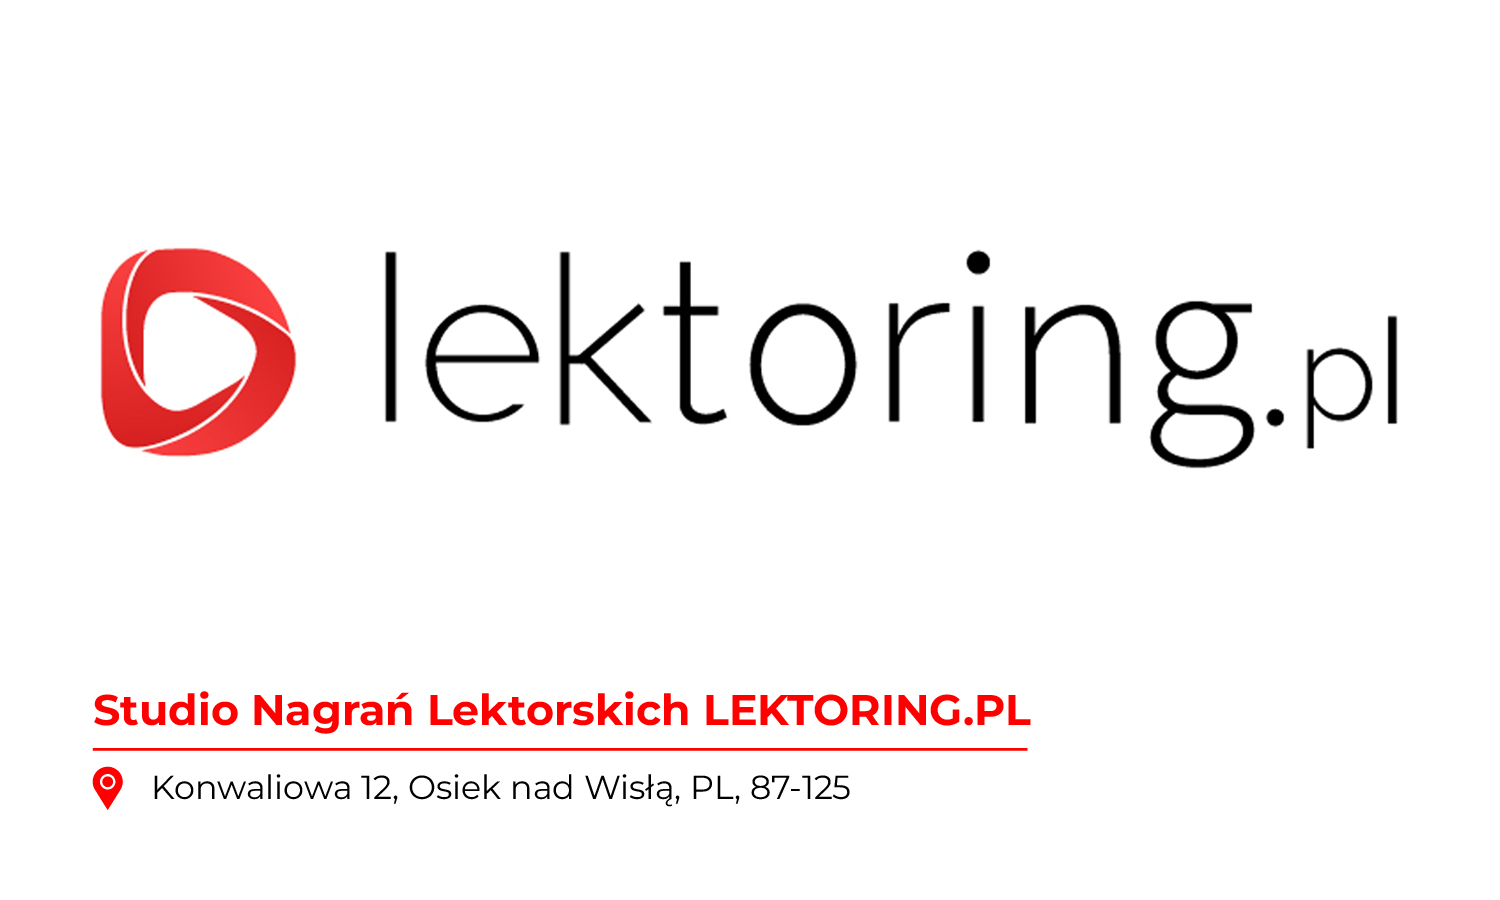 lektoring.pl
Studio Nagrań Lektorskich LEKTORING.PL
Konwaliowa 12, Osiek nad Wisłą, PL, 87-125